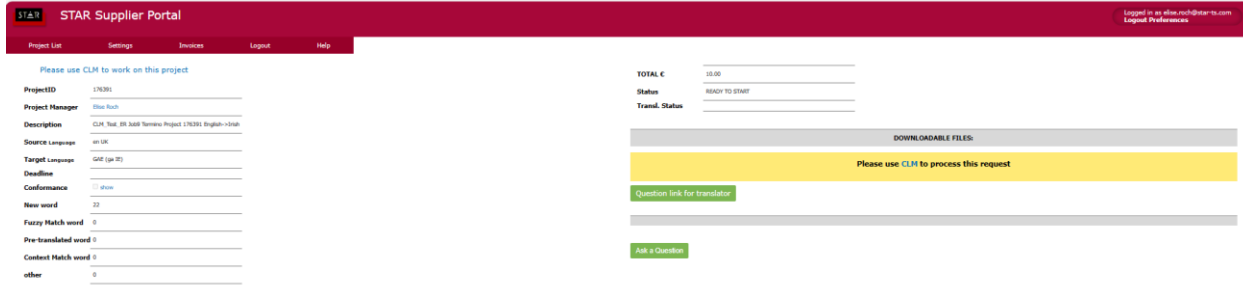 STAR
STAR Supplier Portal
Logged in as elise.roch@star-ts.com
Logout Preferences
Project List Settings Invoices Logout Help
Please use CLM to work on this project
ProjectID 176391
Project Manager Elise Roch
Description CLM_Test_ER Job8 Termino Project 176391 English->Irish
Source Language en UK
Target Language GAE (ga IE)
Deadline
Conformance show
New word 22
Fuzzy Match word 0
Pre-translated word 0
Context Match word 0
other 0
TOTAL € 10.00
Status READY TO START
Transl. Status
DOWNLOADABLE FILES:
Please use CLM to process this request
Question link for translator
Ask a Question